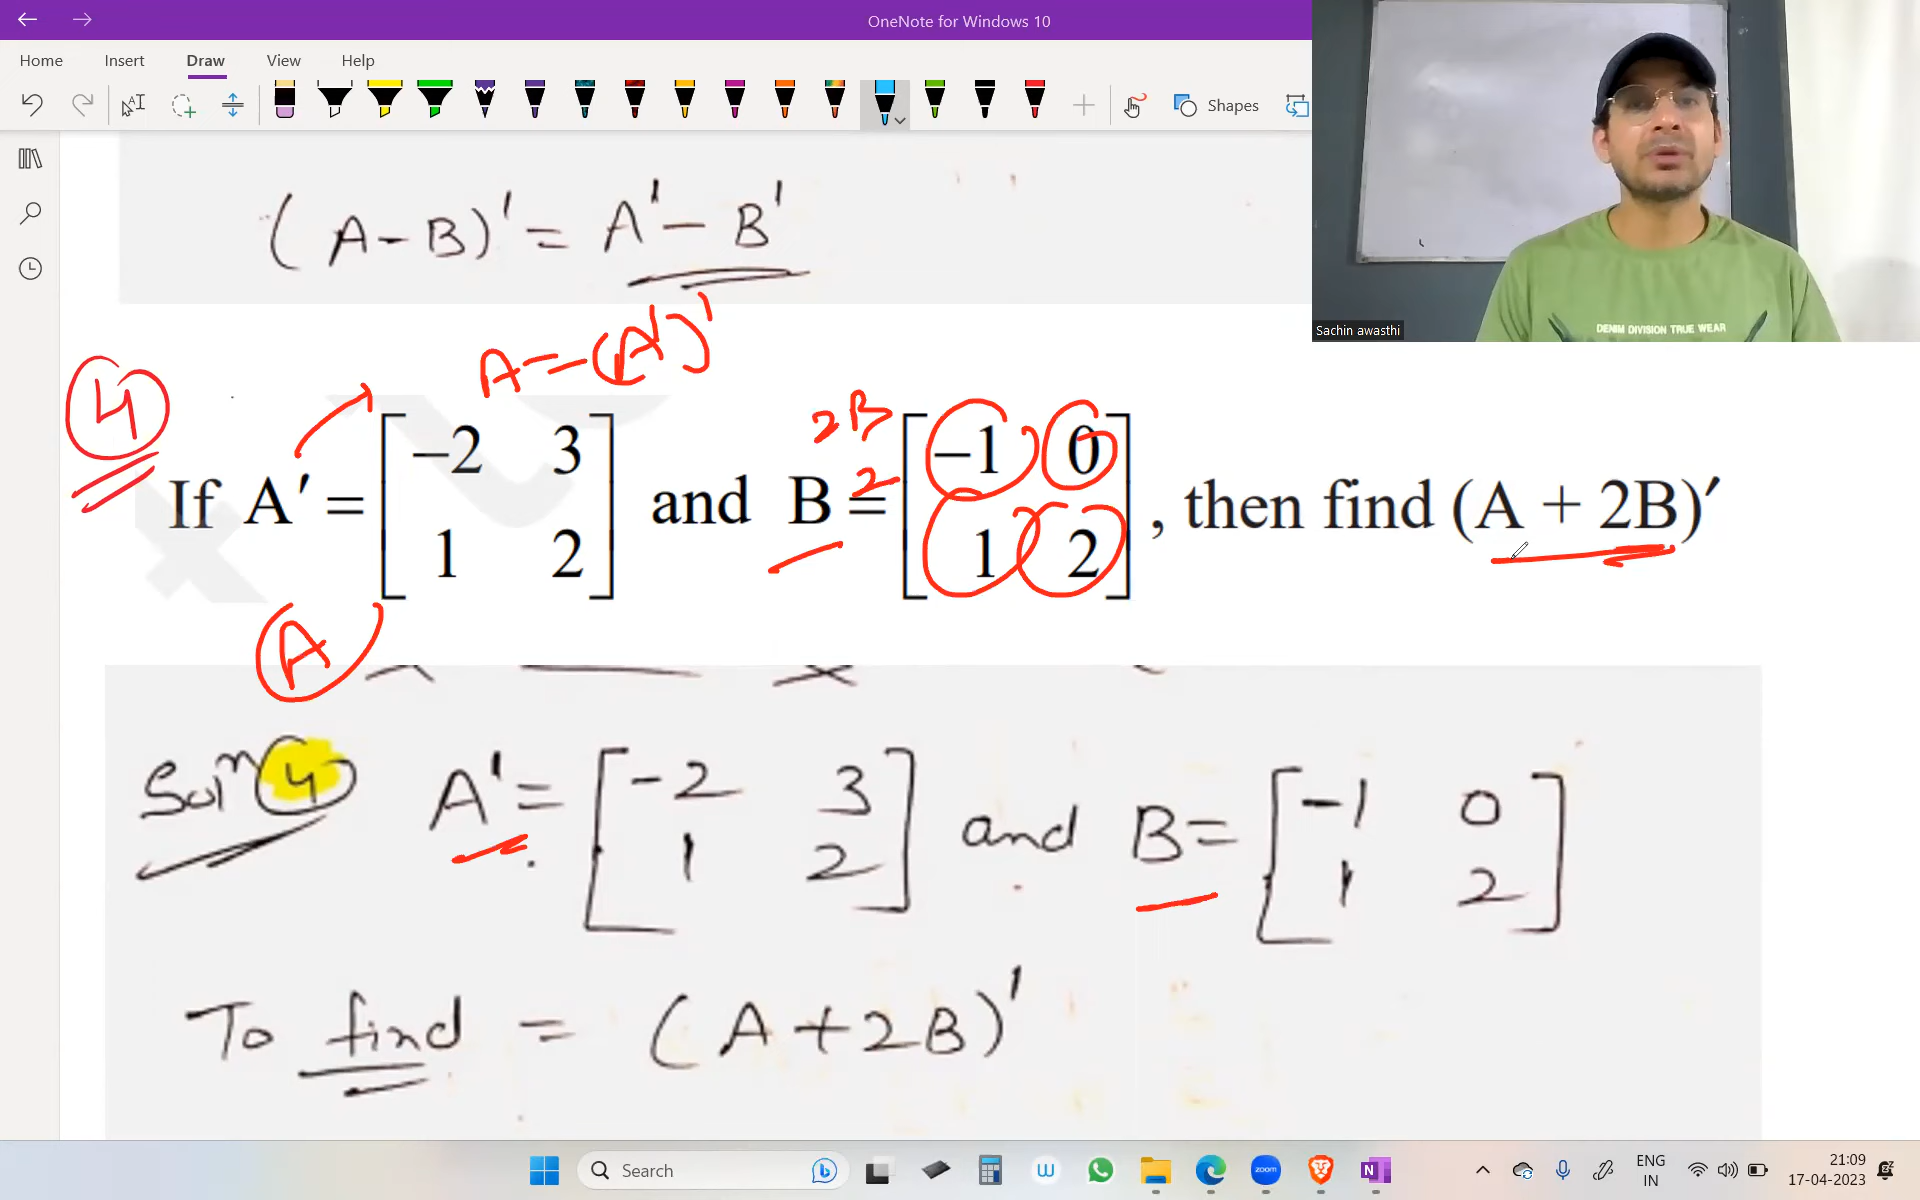 OneNote for Windows 10
Home Insert Draw View Help
Shapes
(A-B)' = A' - B'
DENIM DIVISION TRUE WEAR
Sachin awasthi
A = (A')'
4
2B
2
If A′ = [ –2 3 1 2 ] and B = [ –1 0 1 2 ] , then find (A + 2B)′
A
Solⁿ 4 A' = [ -2 3 1 2 ] and B = [ -1 0 1 2 ]
To find = (A+2B)'
Search
zoom
ENG
IN
21:09
17-04-2023